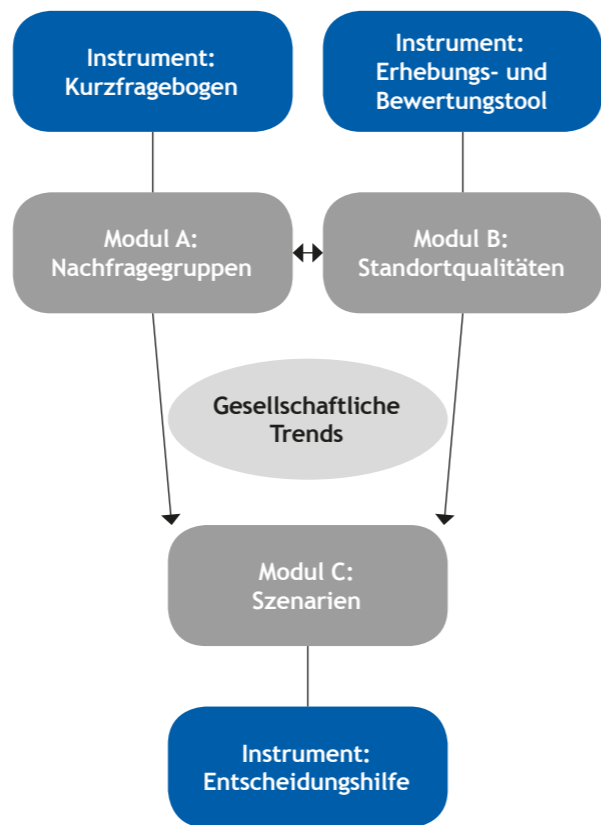 Instrument:
Kurzfragebogen
Instrument:
Erhebungs- und
Bewertungstool
Modul A:
Nachfragegruppen
Modul B:
Standortqualitäten
Gesellschaftliche
Trends
Modul C:
Szenarien
Instrument:
Entscheidungshilfe